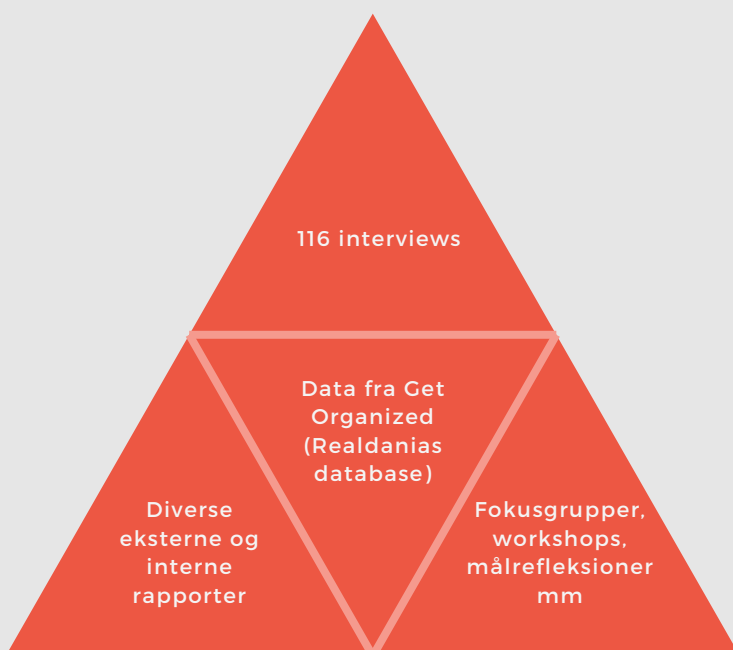 116 interviews
Data fra Get
Organized
(Realdanias
database)
Diverse
eksterne og
interne
rapporter
Fokusgrupper,
workshops,
målrefleksioner
mm